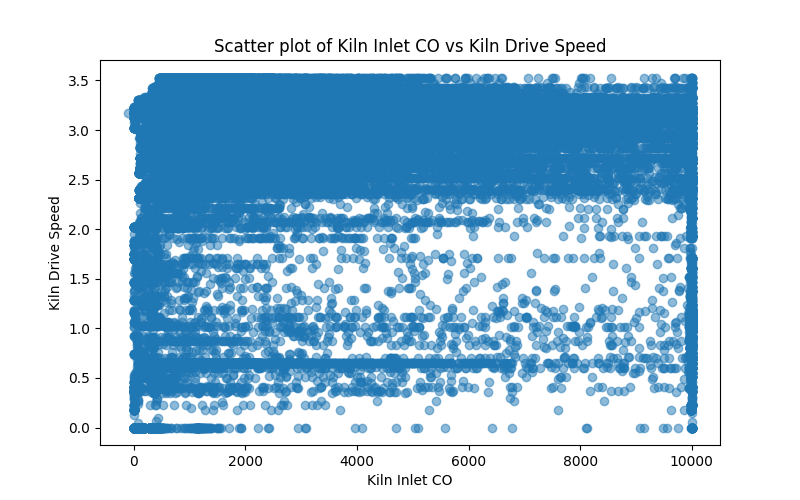 Scatter plot of Kiln Inlet CO vs Kiln Drive Speed
3.5
3.0
2.5
2.0
1.5
1.0
0.5
0.0
Kiln Drive Speed
0 2000 4000 6000 8000 10000
Kiln Inlet CO